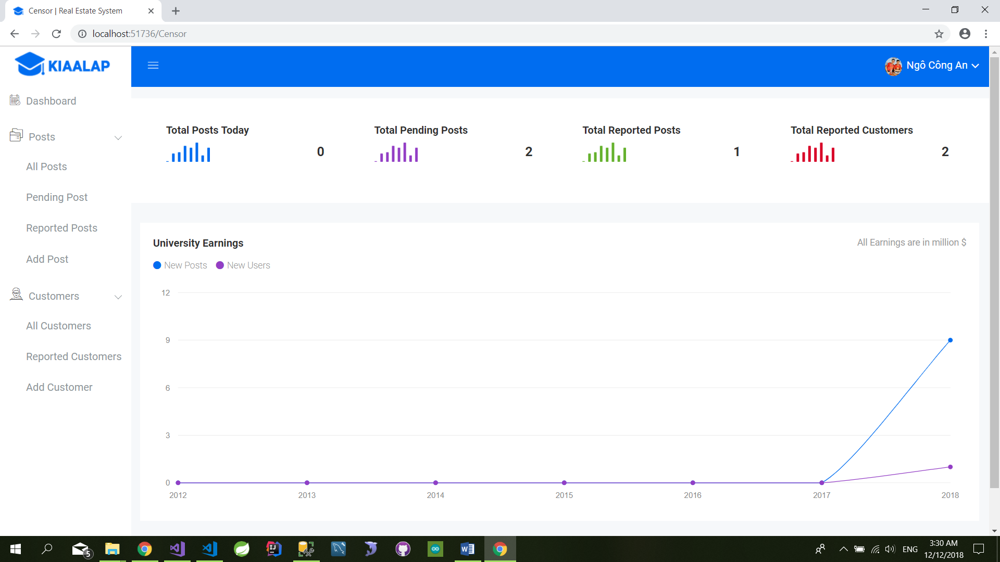 Censor | Real Estate System
localhost:51736/Censor
KIAALAP
Ngô Công An
Dashboard
Posts
All Posts
Pending Post
Reported Posts
Add Post
Customers
All Customers
Reported Customers
Add Customer
Total Posts Today
0
Total Pending Posts
2
Total Reported Posts
1
Total Reported Customers
2
University Earnings
All Earnings are in million $
New Posts New Users
12
9
6
3
0
2012 2013 2014 2015 2016 2017 2018
5
IJ
W
ENG
3:30 AM
12/12/2018